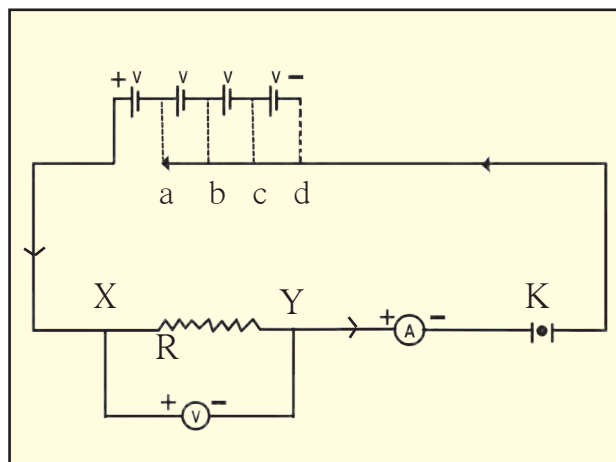 + V V V V −
a b c d
X Y K
R + A −
+ V −